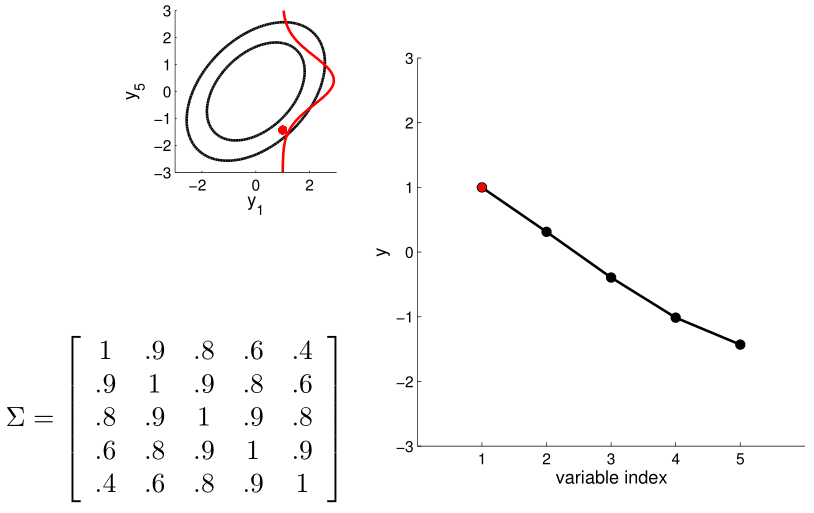 3
2
1
0
−1
−2
−3
y5
−2 0 2
y1
3
2
1
0
−1
−2
−3
y
1 2 3 4 5
variable index
Σ =
1 .9 .8 .6 .4
.9 1 .9 .8 .6
.8 .9 1 .9 .8
.6 .8 .9 1 .9
.4 .6 .8 .9 1